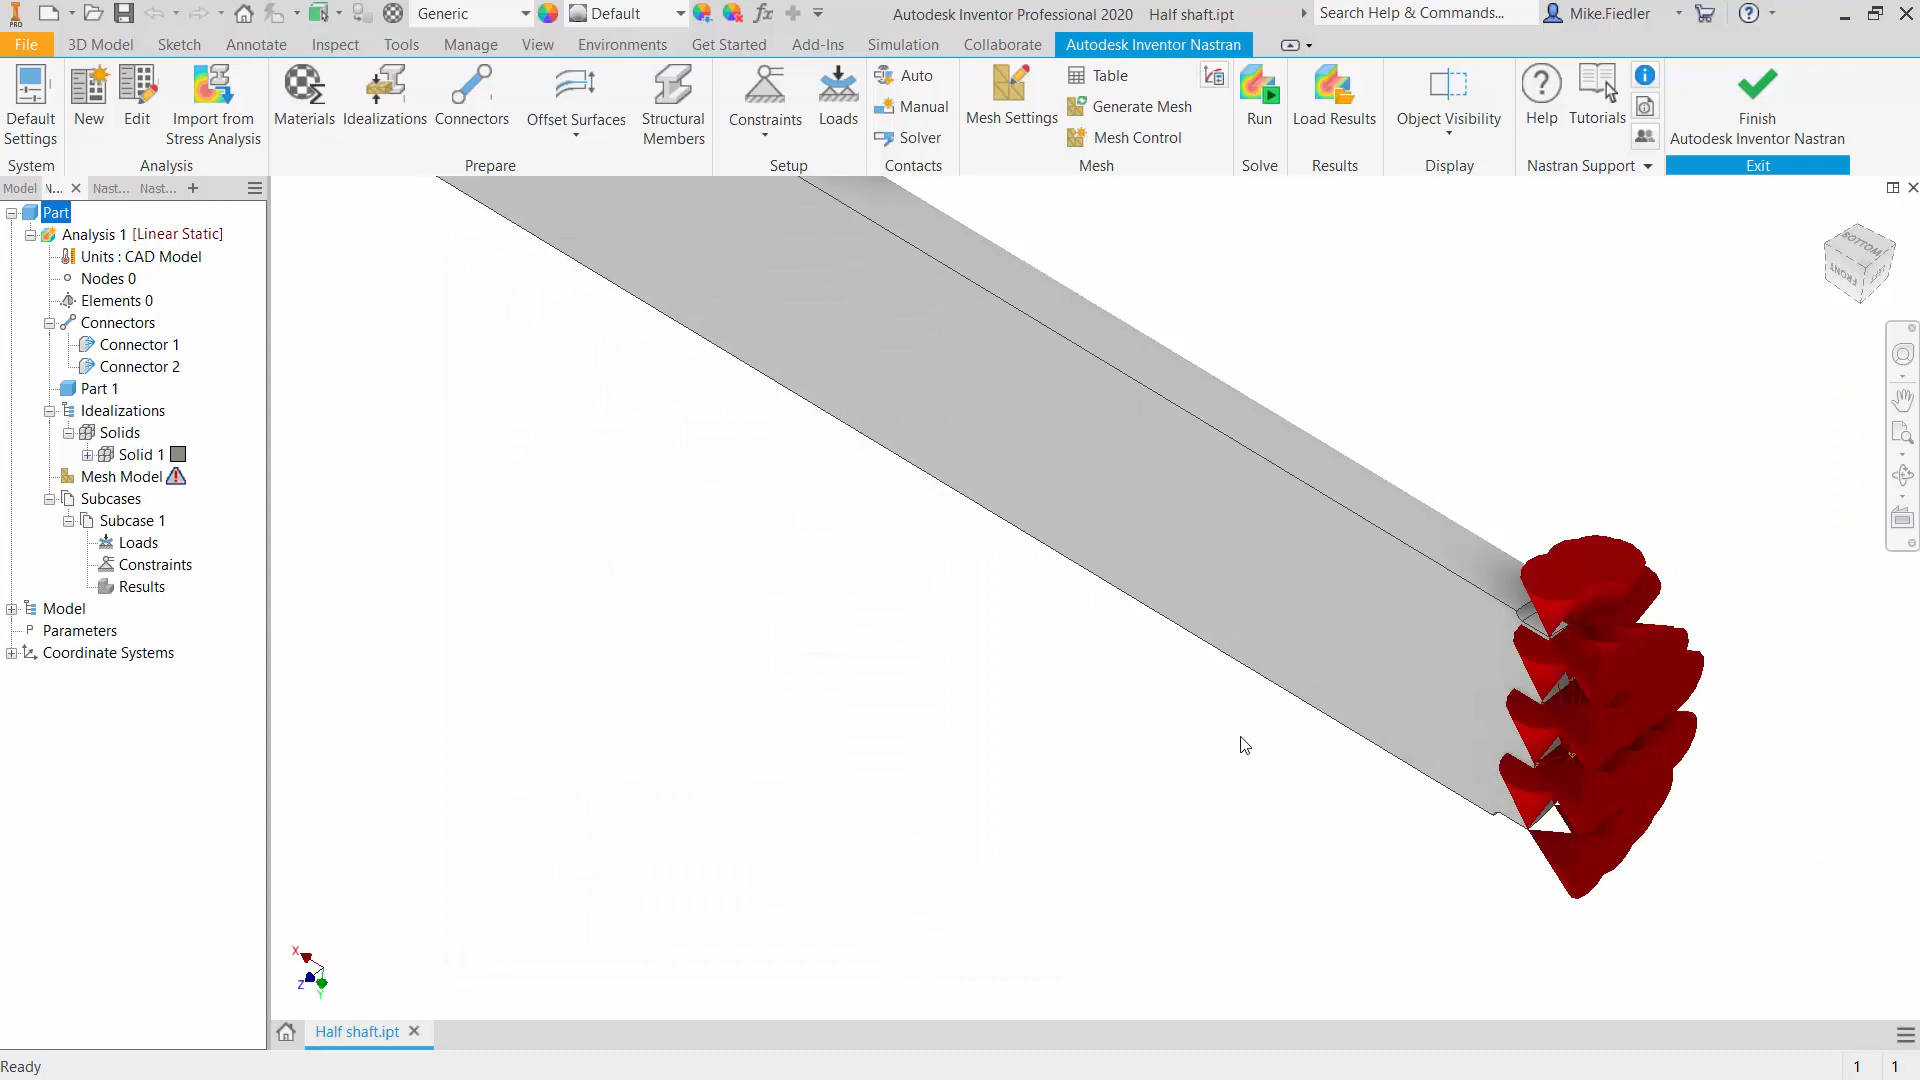 PRO
Generic
Default
fx
Autodesk Inventor Professional 2020 Half shaft.ipt
Search Help & Commands...
Mike.Fiedler
File 3D Model Sketch Annotate Inspect Tools Manage View Environments Get Started Add-Ins Simulation Collaborate Autodesk Inventor Nastran
Default Settings
New
Edit
Import from Stress Analysis
Materials
Idealizations
Connectors
Offset Surfaces
Structural Members
Constraints
Loads
Auto
Manual
Solver
Mesh Settings
Table
Generate Mesh
Mesh Control
Run
Load Results
Object Visibility
Help
Tutorials
Finish
Autodesk Inventor Nastran
System Analysis Prepare Setup Contacts Mesh Solve Results Display Nastran Support Exit
Model N... Nast... Nast...
Part
Analysis 1 [Linear Static]
Units : CAD Model
Nodes 0
Elements 0
Connectors
Connector 1
Connector 2
Part 1
Idealizations
Solids
Solid 1
Mesh Model
Subcases
Subcase 1
Loads
Constraints
Results
Model
Parameters
Coordinate Systems
BOTTOM
FRONT
X
Z
Y
Half shaft.ipt
Ready
1 1